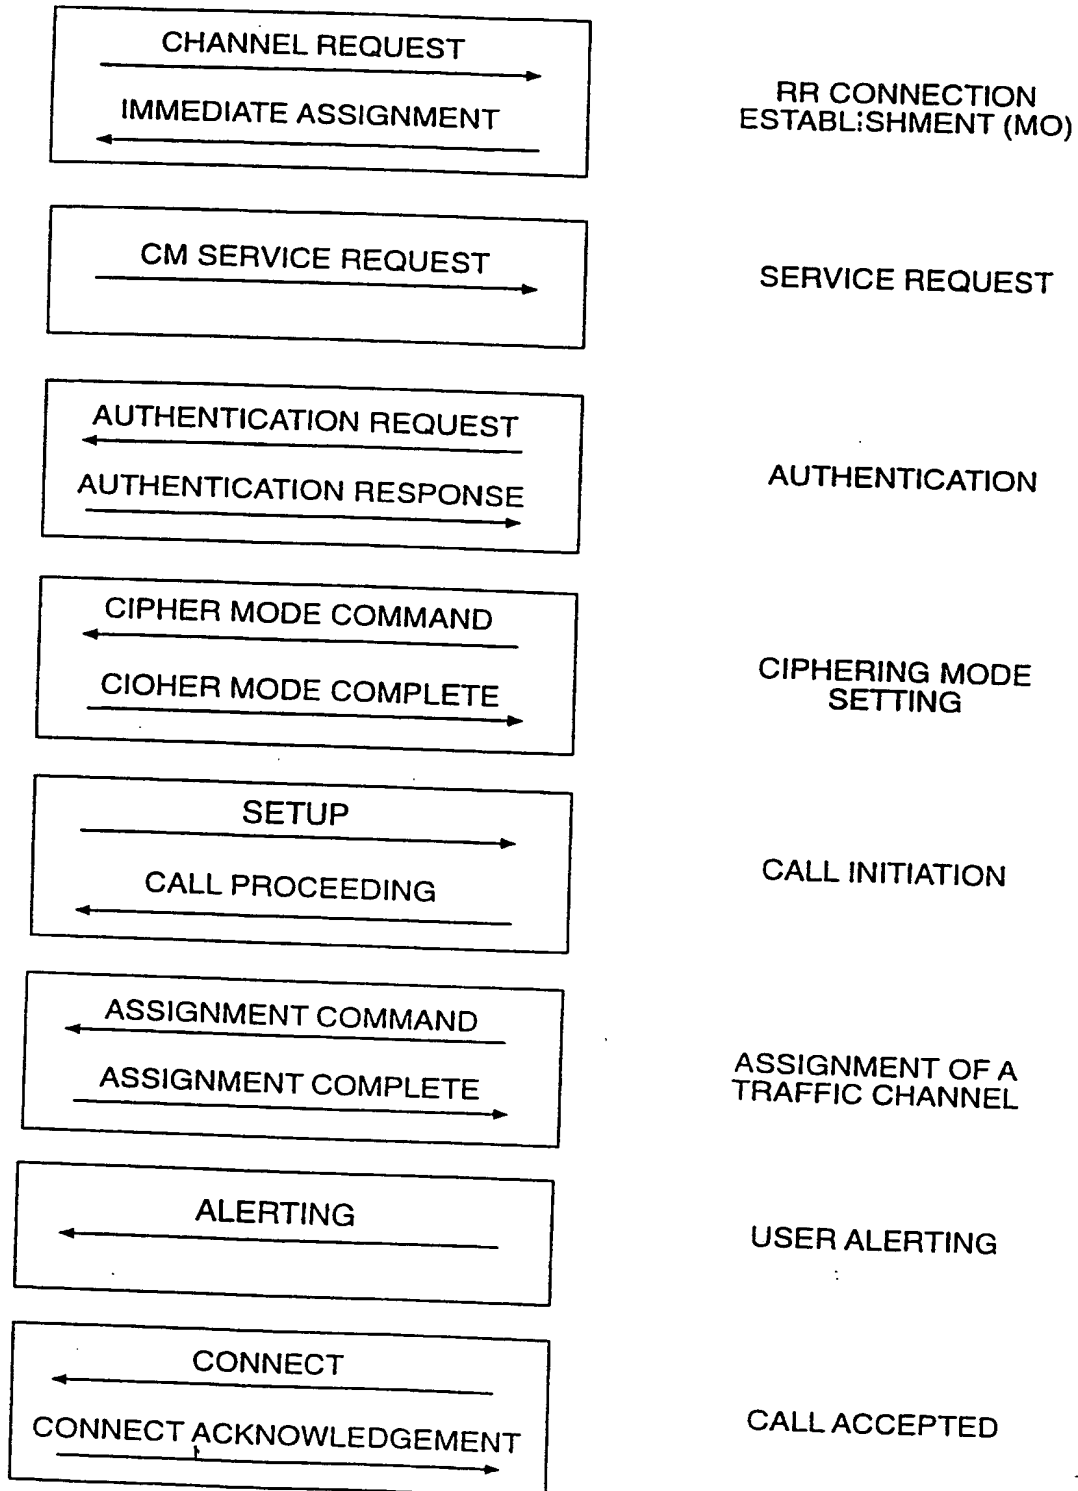 CHANNEL REQUEST
IMMEDIATE ASSIGNMENT
RR CONNECTION
ESTABLISHMENT (MO)
CM SERVICE REQUEST
SERVICE REQUEST
AUTHENTICATION REQUEST
AUTHENTICATION RESPONSE
AUTHENTICATION
CIPHER MODE COMMAND
CIOHER MODE COMPLETE
CIPHERING MODE
SETTING
SETUP
CALL PROCEEDING
CALL INITIATION
ASSIGNMENT COMMAND
ASSIGNMENT COMPLETE
ASSIGNMENT OF A
TRAFFIC CHANNEL
ALERTING
USER ALERTING
CONNECT
CONNECT ACKNOWLEDGEMENT
CALL ACCEPTED